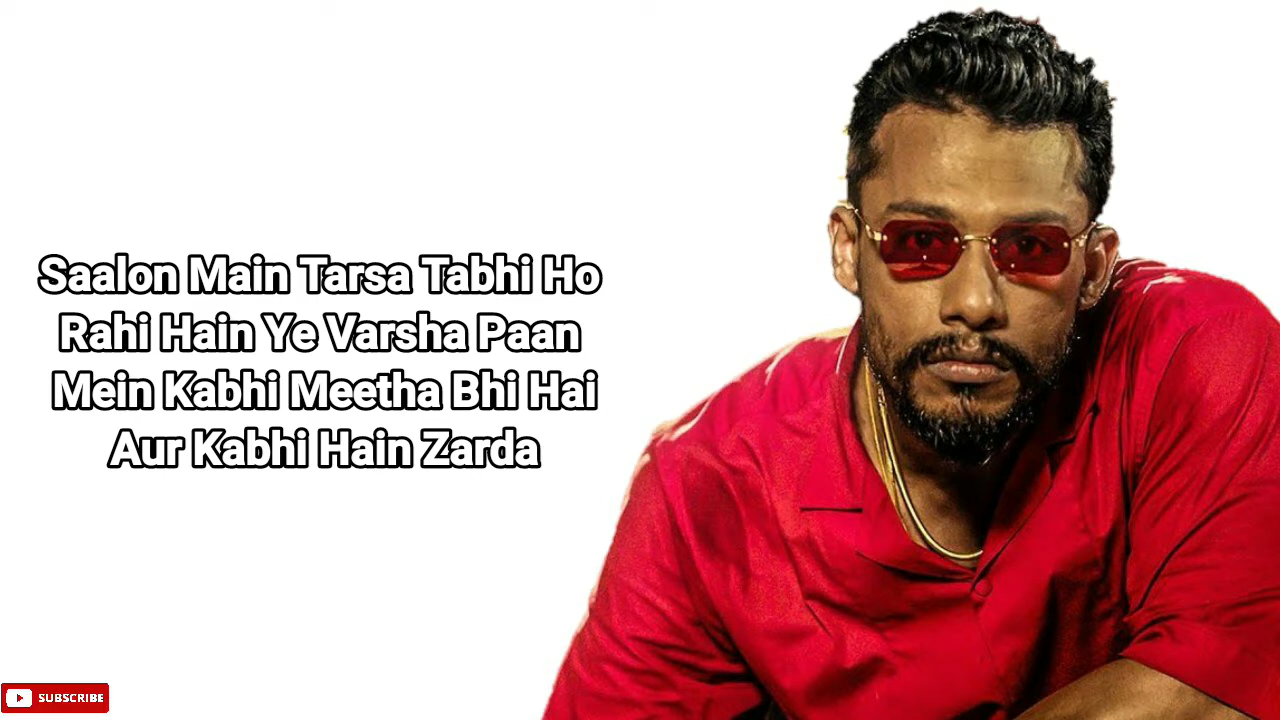 Saalon Main Tarsa Tabhi Ho
Rahi Hain Ye Varsha Paan
Mein Kabhi Meetha Bhi Hai
Aur Kabhi Hain Zarda
SUBSCRIBE